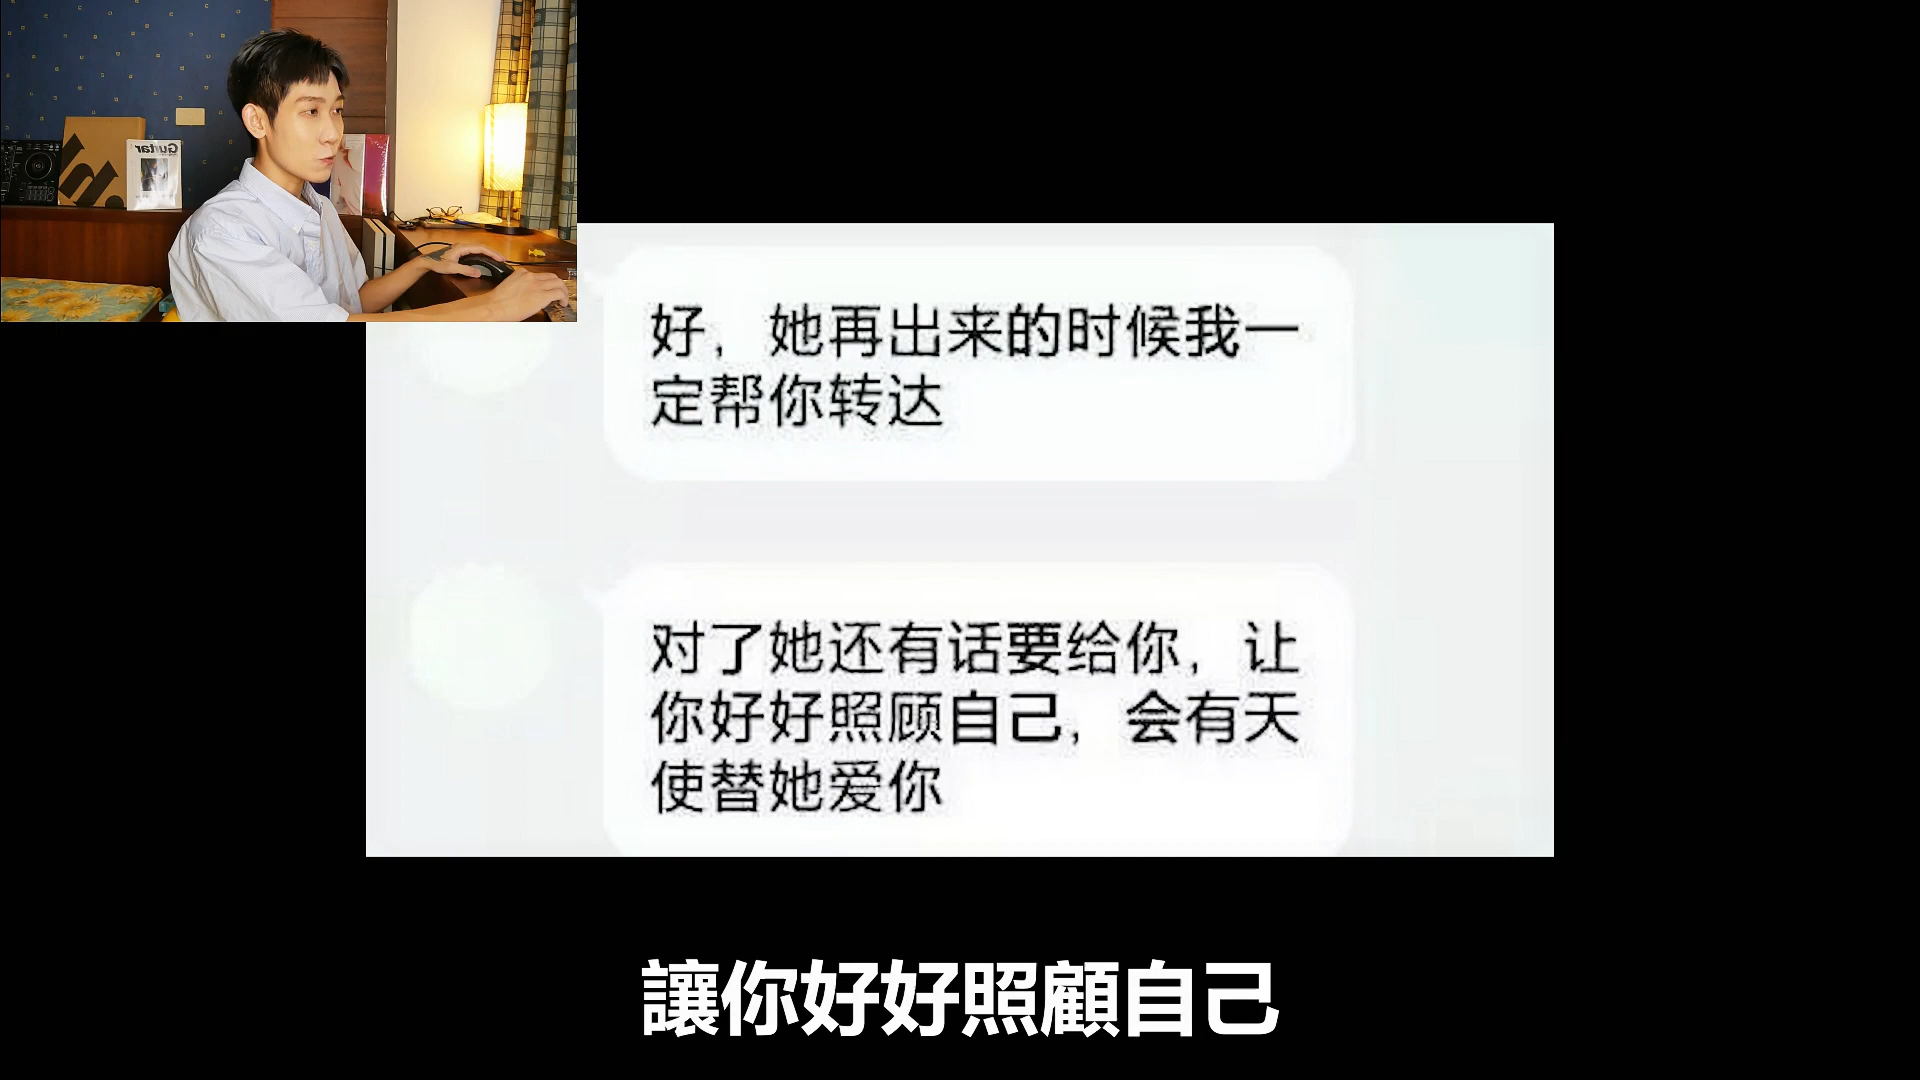 Guitar
好，她再出来的时候我一
定帮你转达
对了她还有话要给你，让
你好好照顾自己，会有天
使替她爱你
讓你好好照顧自己